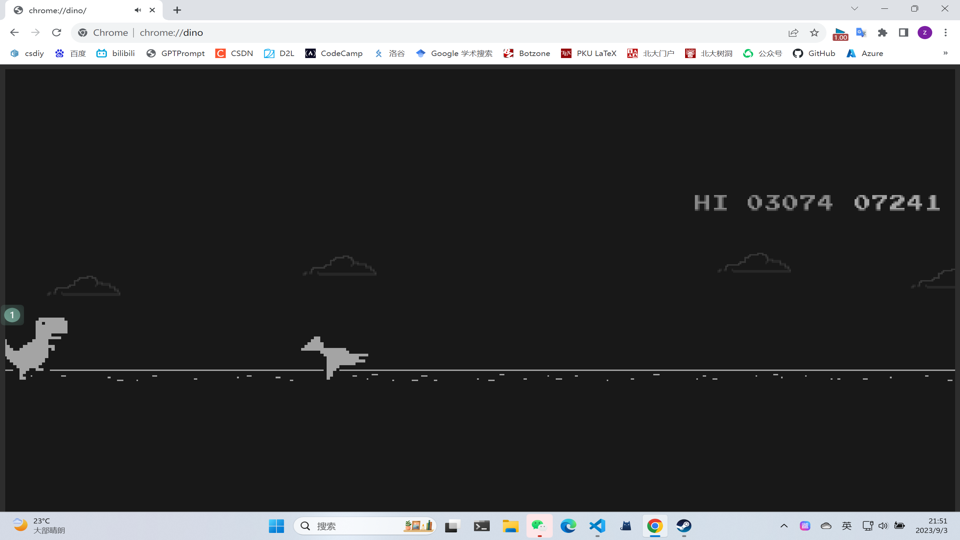 chrome://dino/
Chrome | chrome://dino
1.00
z
csdiy 百度 bilibili GPTPrompt CSDN D2L CodeCamp 洛谷 Google 学术搜索 Botzone PKU LaTeX 北大门户 北大树洞 公众号 GitHub Azure »
HI 03074 07241
1
23°C
大部晴朗
搜索
英
21:51
2023/9/3